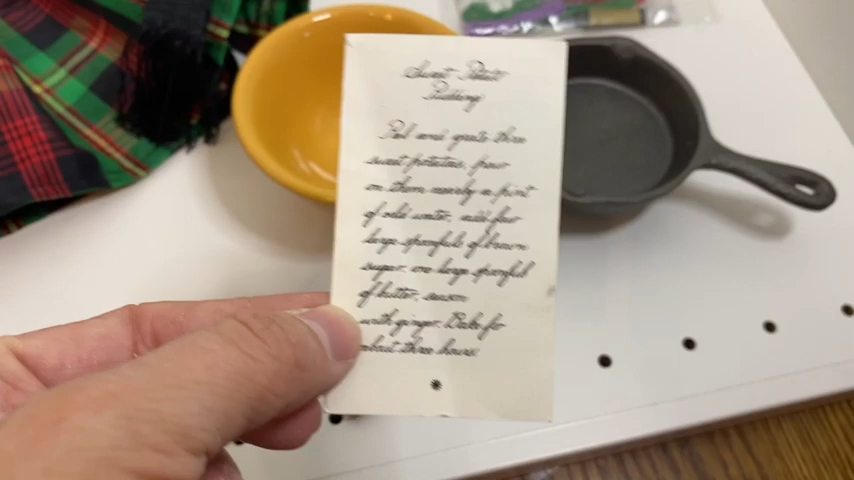 Sweet Potato
Pudding
Peel and grate three
sweet potatoes, pour
on them nearly a pint
of cold water, add four
large spoonfuls of brown
sugar, one large spoonful
of butter, season
with ginger. Bake for
about three hours.